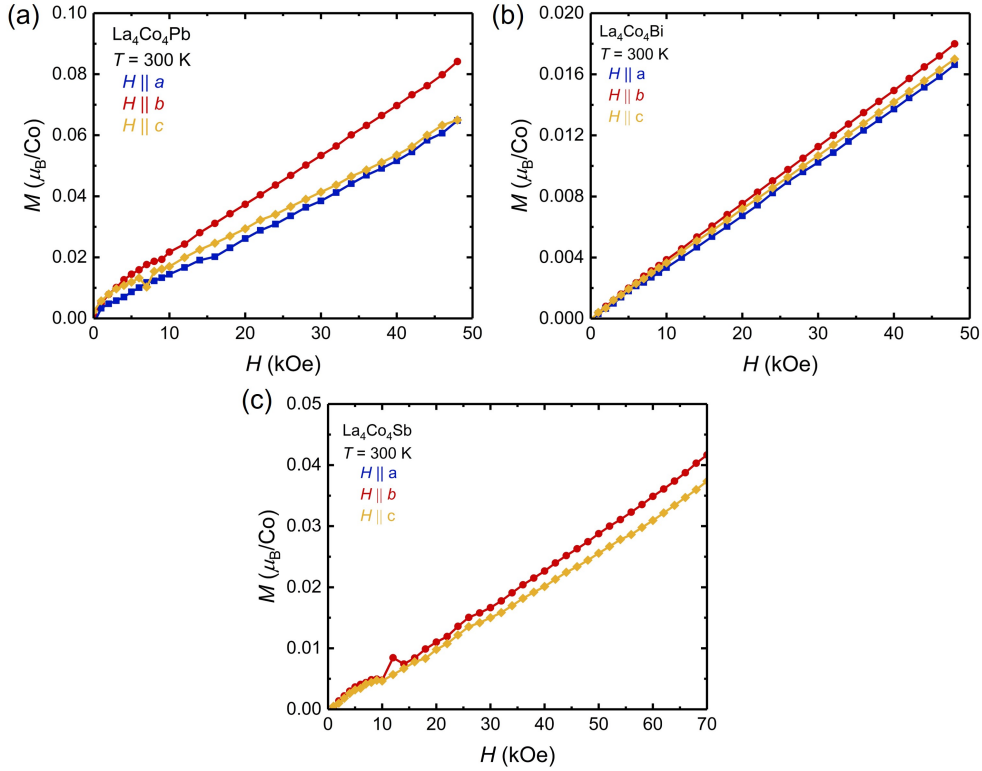 (a)
La₄Co₄Pb
T = 300 K
H || a
H || b
H || c
0.10
0.08
0.06
0.04
0.02
0.00
M (μB/Co)
0 10 20 30 40 50
H (kOe)
(b)
La₄Co₄Bi
T = 300 K
H || a
H || b
H || c
0.020
0.016
0.012
0.008
0.004
0.000
M (μB/Co)
0 10 20 30 40 50
H (kOe)
(c)
La₄Co₄Sb
T = 300 K
H || a
H || b
H || c
0.05
0.04
0.03
0.02
0.01
0.00
M (μB/Co)
0 10 20 30 40 50 60 70
H (kOe)